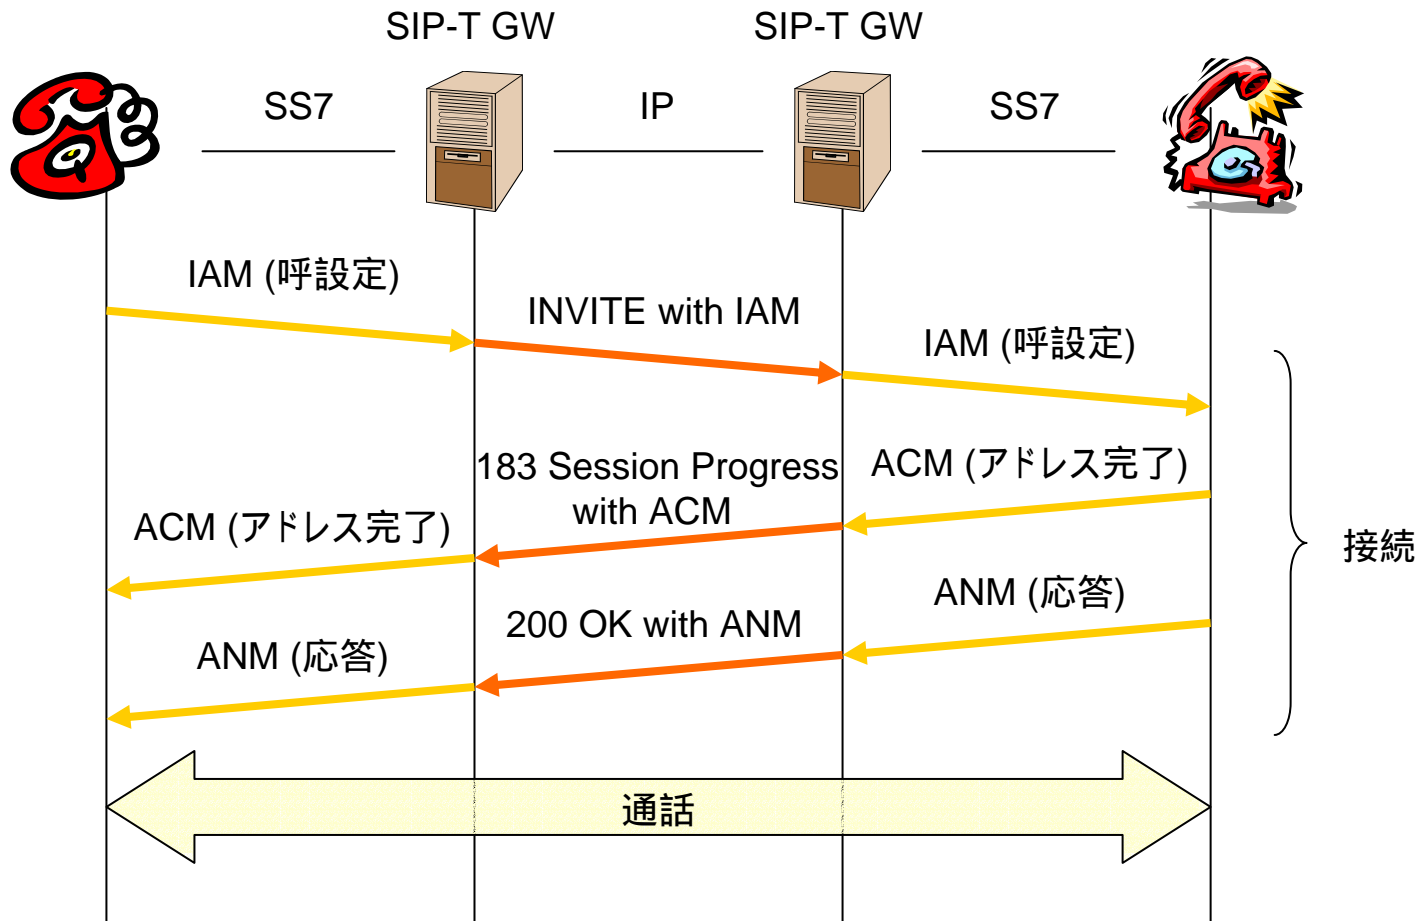 SIP-T GW
SIP-T GW
SS7
IP
SS7
IAM (呼設定)
INVITE with IAM
IAM (呼設定)
183 Session Progress
with ACM
ACM (アドレス完了)
ACM (アドレス完了)
接続
ANM (応答)
200 OK with ANM
ANM (応答)
通話